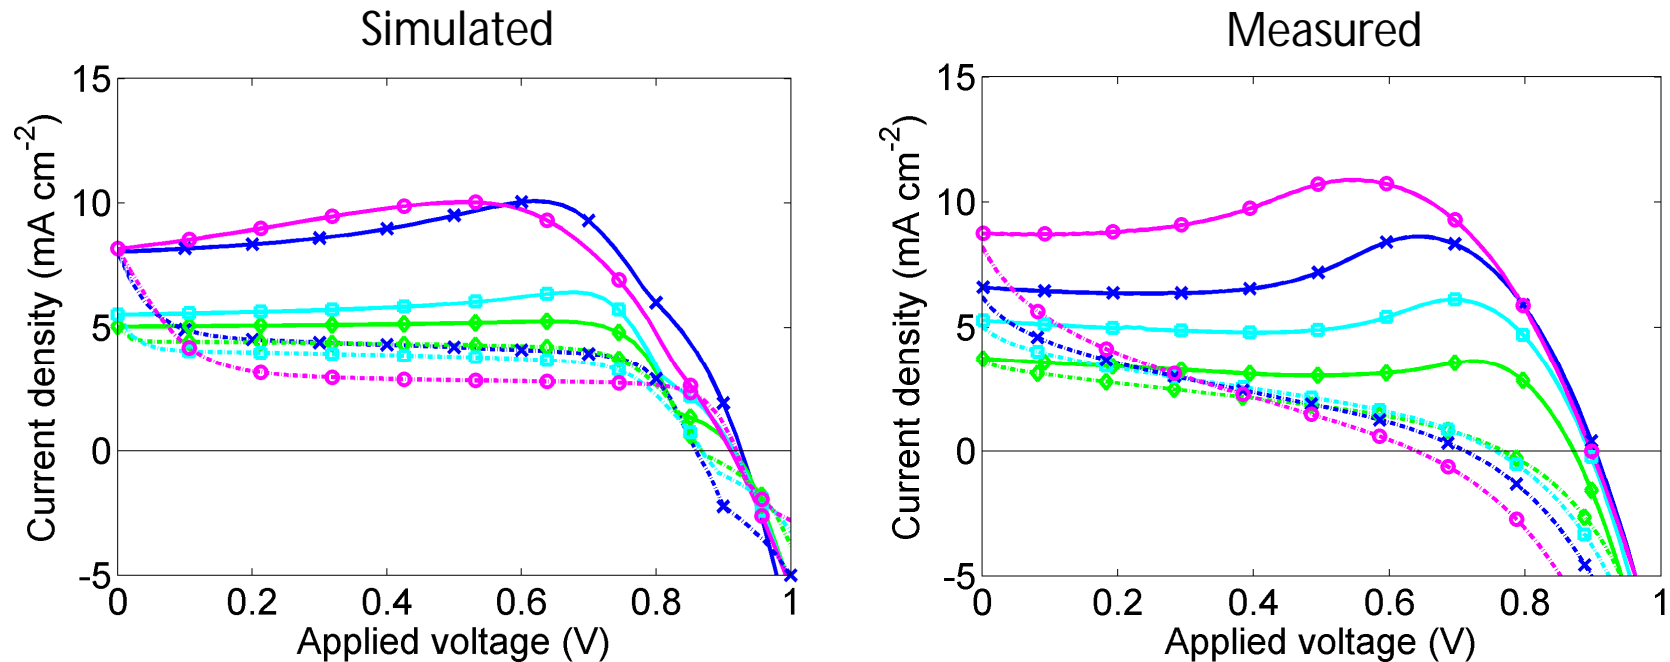 Simulated
Measured
Current density (mA cm-2)
15
10
5
0
-5
0 0.2 0.4 0.6 0.8 1
Applied voltage (V)
Current density (mA cm-2)
15
10
5
0
-5
0 0.2 0.4 0.6 0.8 1
Applied voltage (V)